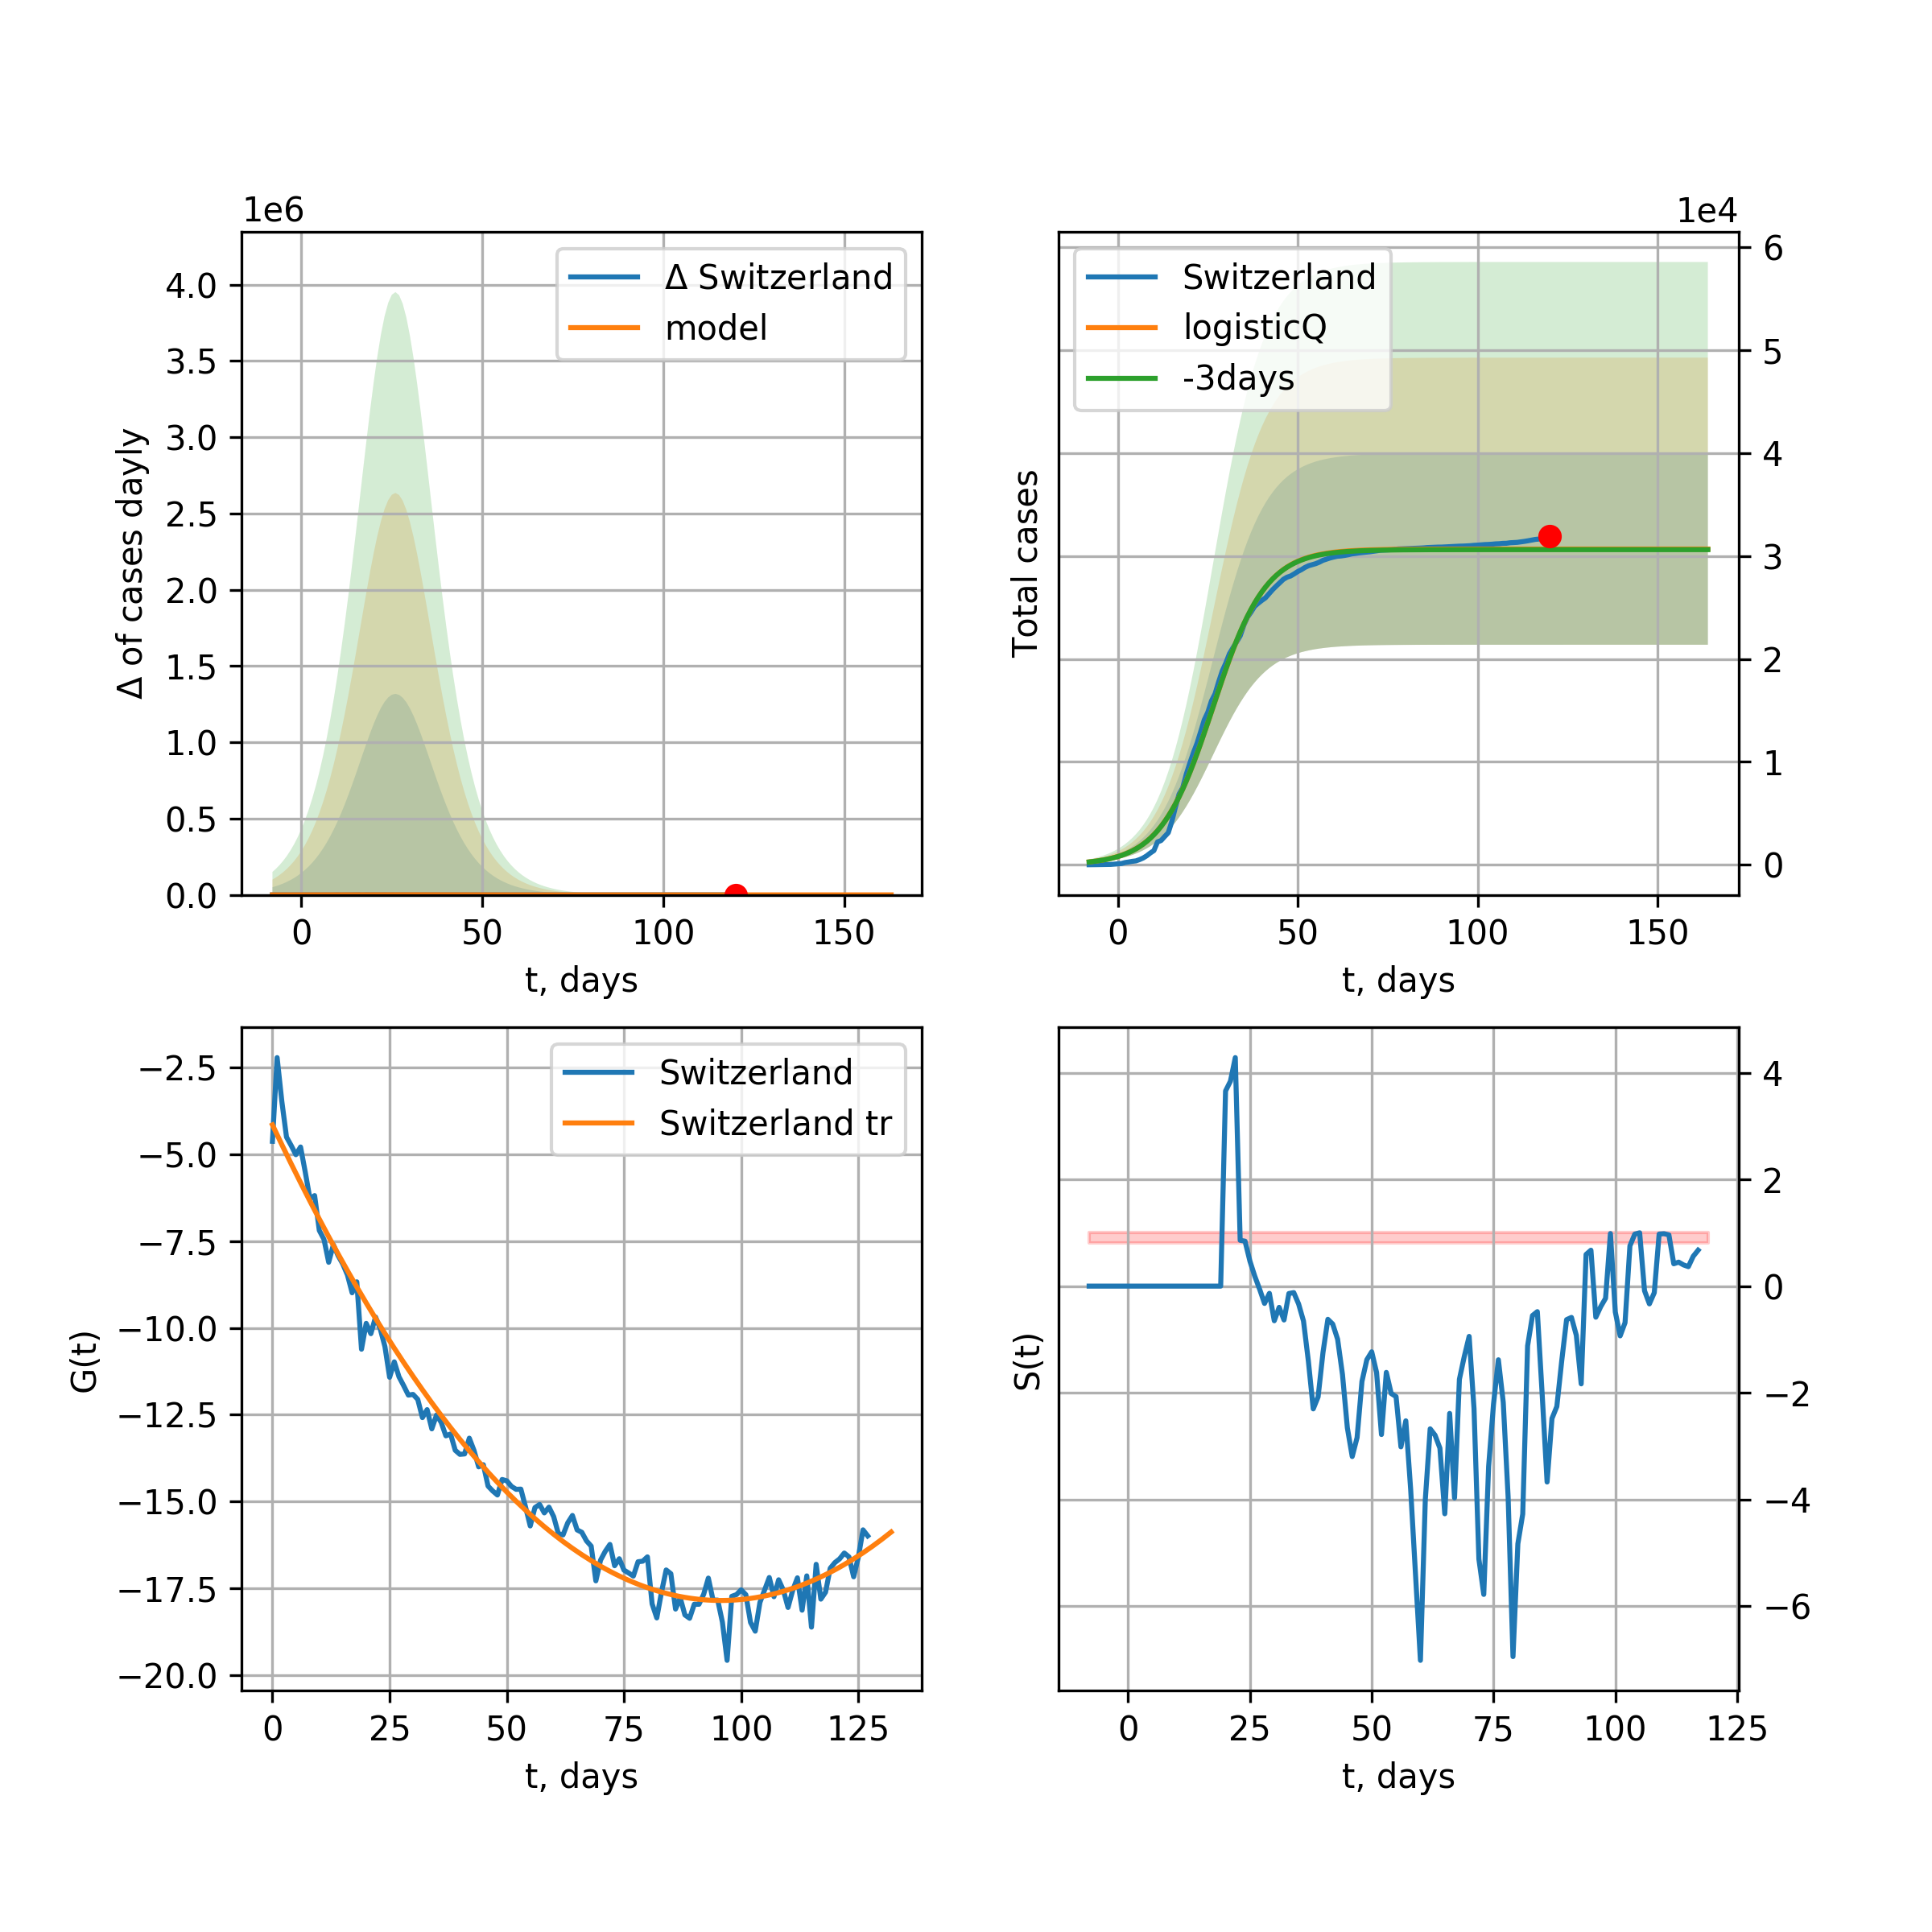 1e6
4.0
3.5
3.0
2.5
2.0
1.5
1.0
0.5
0.0
Δ of cases dayly
Δ Switzerland
model
0 50 100 150
t, days
1e4
6
5
4
3
2
1
0
Total cases
Switzerland
logisticQ
-3days
0 50 100 150
t, days
−2.5
−5.0
−7.5
−10.0
−12.5
−15.0
−17.5
−20.0
G(t)
Switzerland
Switzerland tr
0 25 50 75 100 125
t, days
4
2
0
−2
−4
−6
S(t)
0 25 50 75 100 125
t, days